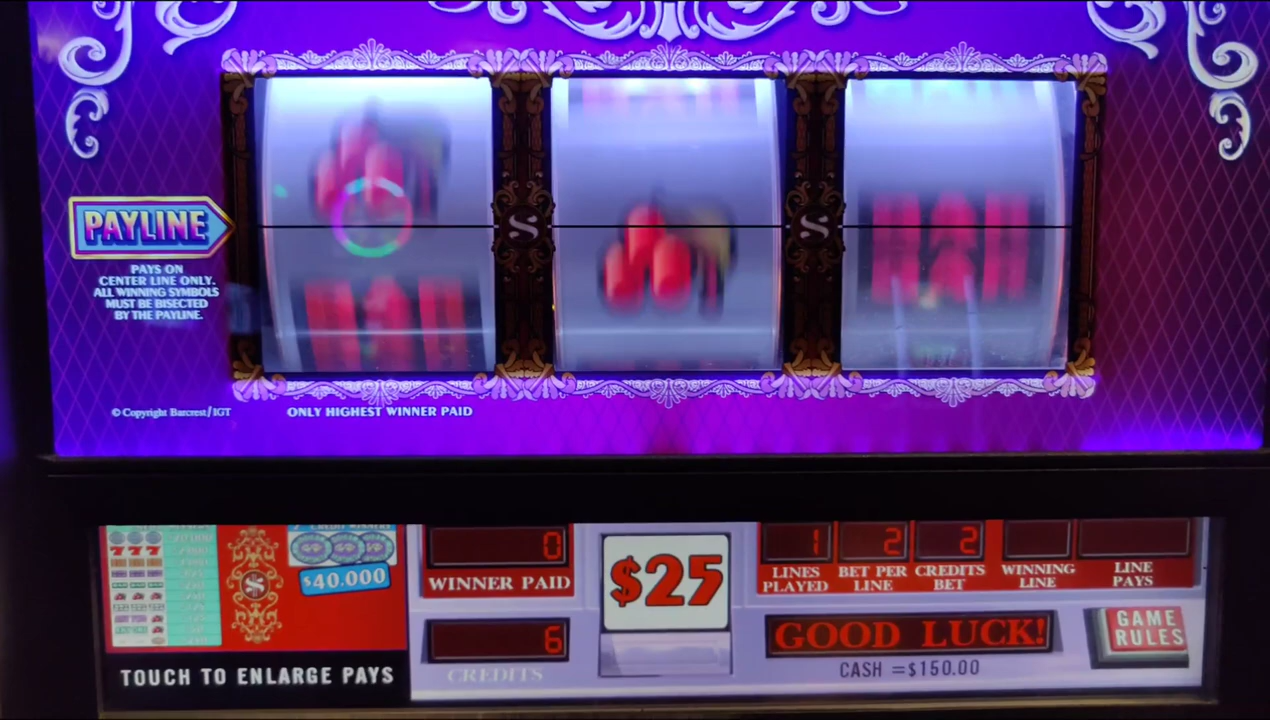 PAYLINE
PAYS ON
CENTER LINE ONLY.
ALL WINNING SYMBOLS
MUST BE BISECTED
BY THE PAYLINE.
© Copyright Barcrest/IGT
ONLY HIGHEST WINNER PAID
777
$40.000
TOUCH TO ENLARGE PAYS
0
WINNER PAID
6
CREDITS
$25
1 2 2
LINES PLAYED
BET PER LINE
CREDITS BET
WINNING LINE
LINE PAYS
GOOD LUCK!
CASH =$150.00
GAME
RULES